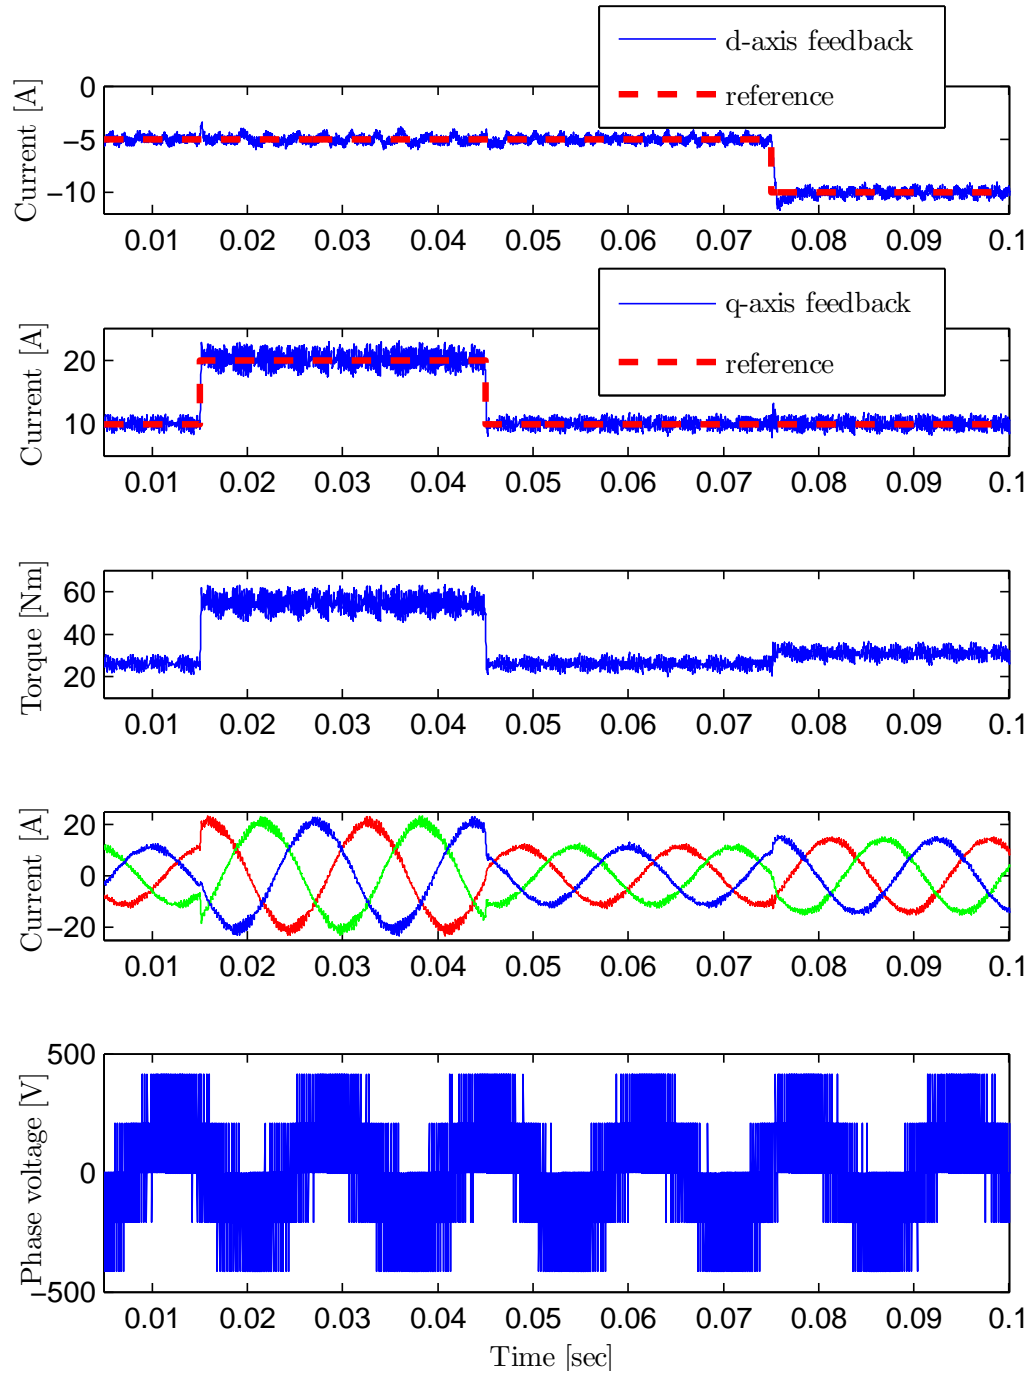 d-axis feedback
reference
Current [A]
0
−5
−10
0.01 0.02 0.03 0.04 0.05 0.06 0.07 0.08 0.09 0.1
q-axis feedback
reference
Current [A]
20
10
0.01 0.02 0.03 0.04 0.05 0.06 0.07 0.08 0.09 0.1
Torque [Nm]
60
40
20
0.01 0.02 0.03 0.04 0.05 0.06 0.07 0.08 0.09 0.1
Current [A]
20
0
−20
0.01 0.02 0.03 0.04 0.05 0.06 0.07 0.08 0.09 0.1
Phase voltage [V]
500
0
−500
0.01 0.02 0.03 0.04 0.05 0.06 0.07 0.08 0.09 0.1
Time [sec]